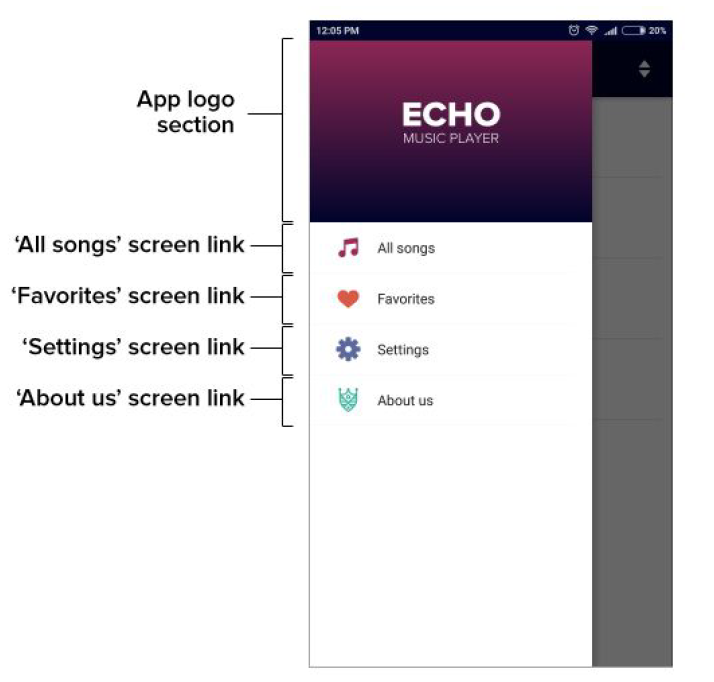 12:05 PM
20%
App logo
section
ECHO
MUSIC PLAYER
‘All songs’ screen link
All songs
‘Favorites’ screen link
Favorites
‘Settings’ screen link
Settings
‘About us’ screen link
About us